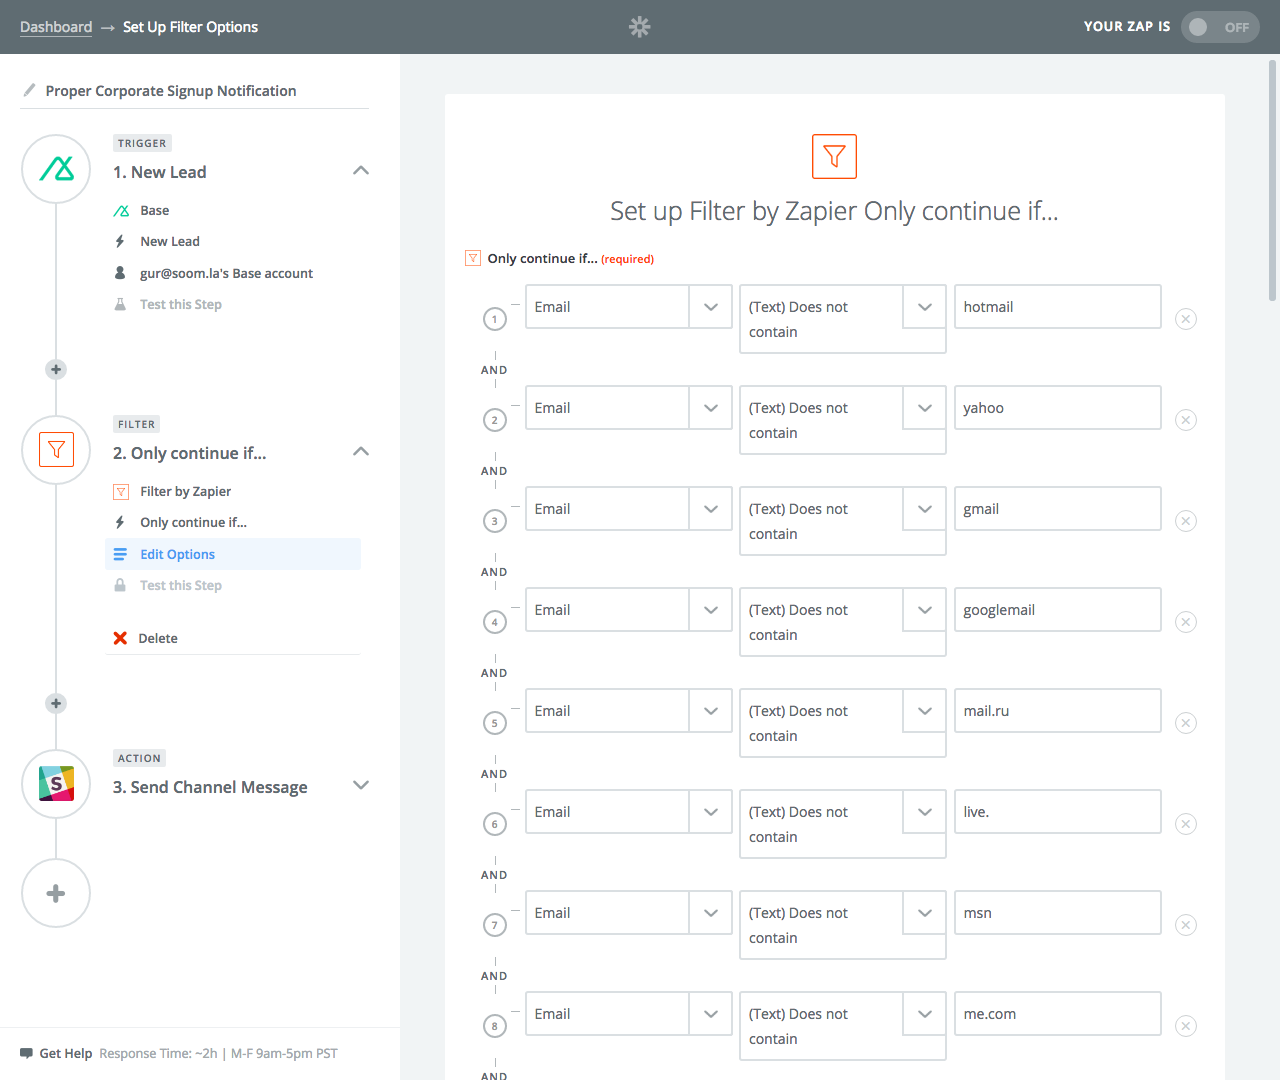 Dashboard → Set Up Filter Options
YOUR ZAP IS
OFF
Proper Corporate Signup Notification
TRIGGER
1. New Lead
Base
New Lead
gur@soom.la's Base account
Test this Step
FILTER
2. Only continue if...
Filter by Zapier
Only continue if...
Edit Options
Test this Step
Delete
ACTION
S
3. Send Channel Message
Get Help Response Time: ~2h | M-F 9am-5pm PST
Set up Filter by Zapier Only continue if...
Only continue if... (required)
1 Email (Text) Does not hotmail
contain
AND
2 Email (Text) Does not yahoo
contain
AND
3 Email (Text) Does not gmail
contain
AND
4 Email (Text) Does not googlemail
contain
AND
5 Email (Text) Does not mail.ru
contain
AND
6 Email (Text) Does not live.
contain
AND
7 Email (Text) Does not msn
contain
AND
8 Email (Text) Does not me.com
contain
AND